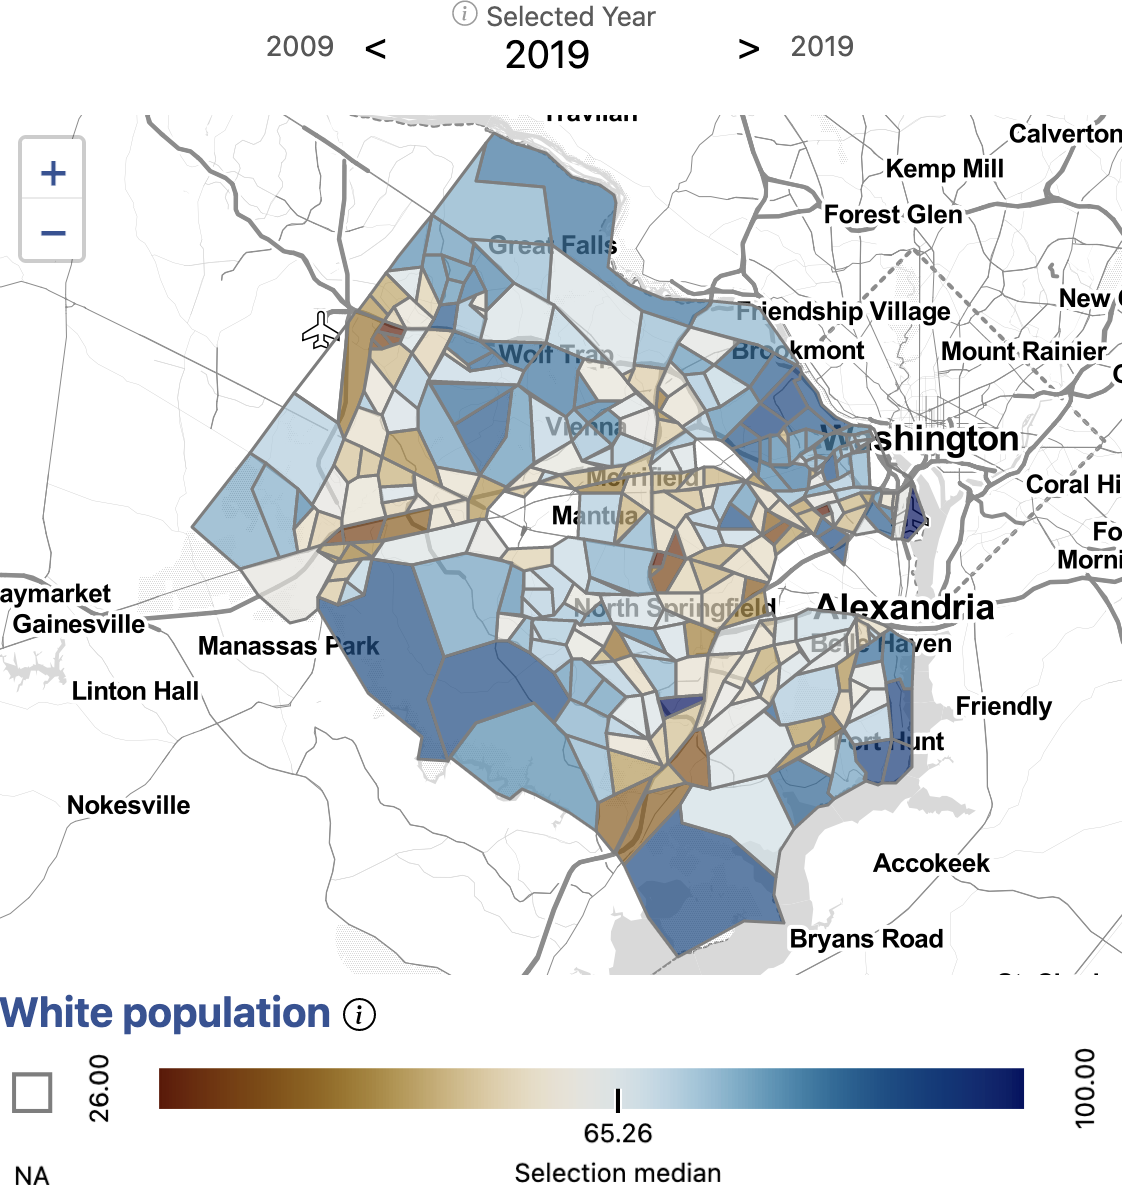 Selected Year
2009 < 2019 > 2019
Travilah
Calverton
+
Kemp Mill
−
Forest Glen
Great Falls
New
Friendship Village
Wolf Trap
Brookmont
Mount Rainier
Vienna
Washington
Merrifield
Coral Hi
Mantua
Fo
Morni
aymarket
North Springfield
Alexandria
Gainesville
Manassas Park
Belle Haven
Linton Hall
Friendly
Fort Hunt
Nokesville
Accokeek
Bryans Road
White population
26.00
100.00
65.26
NA
Selection median